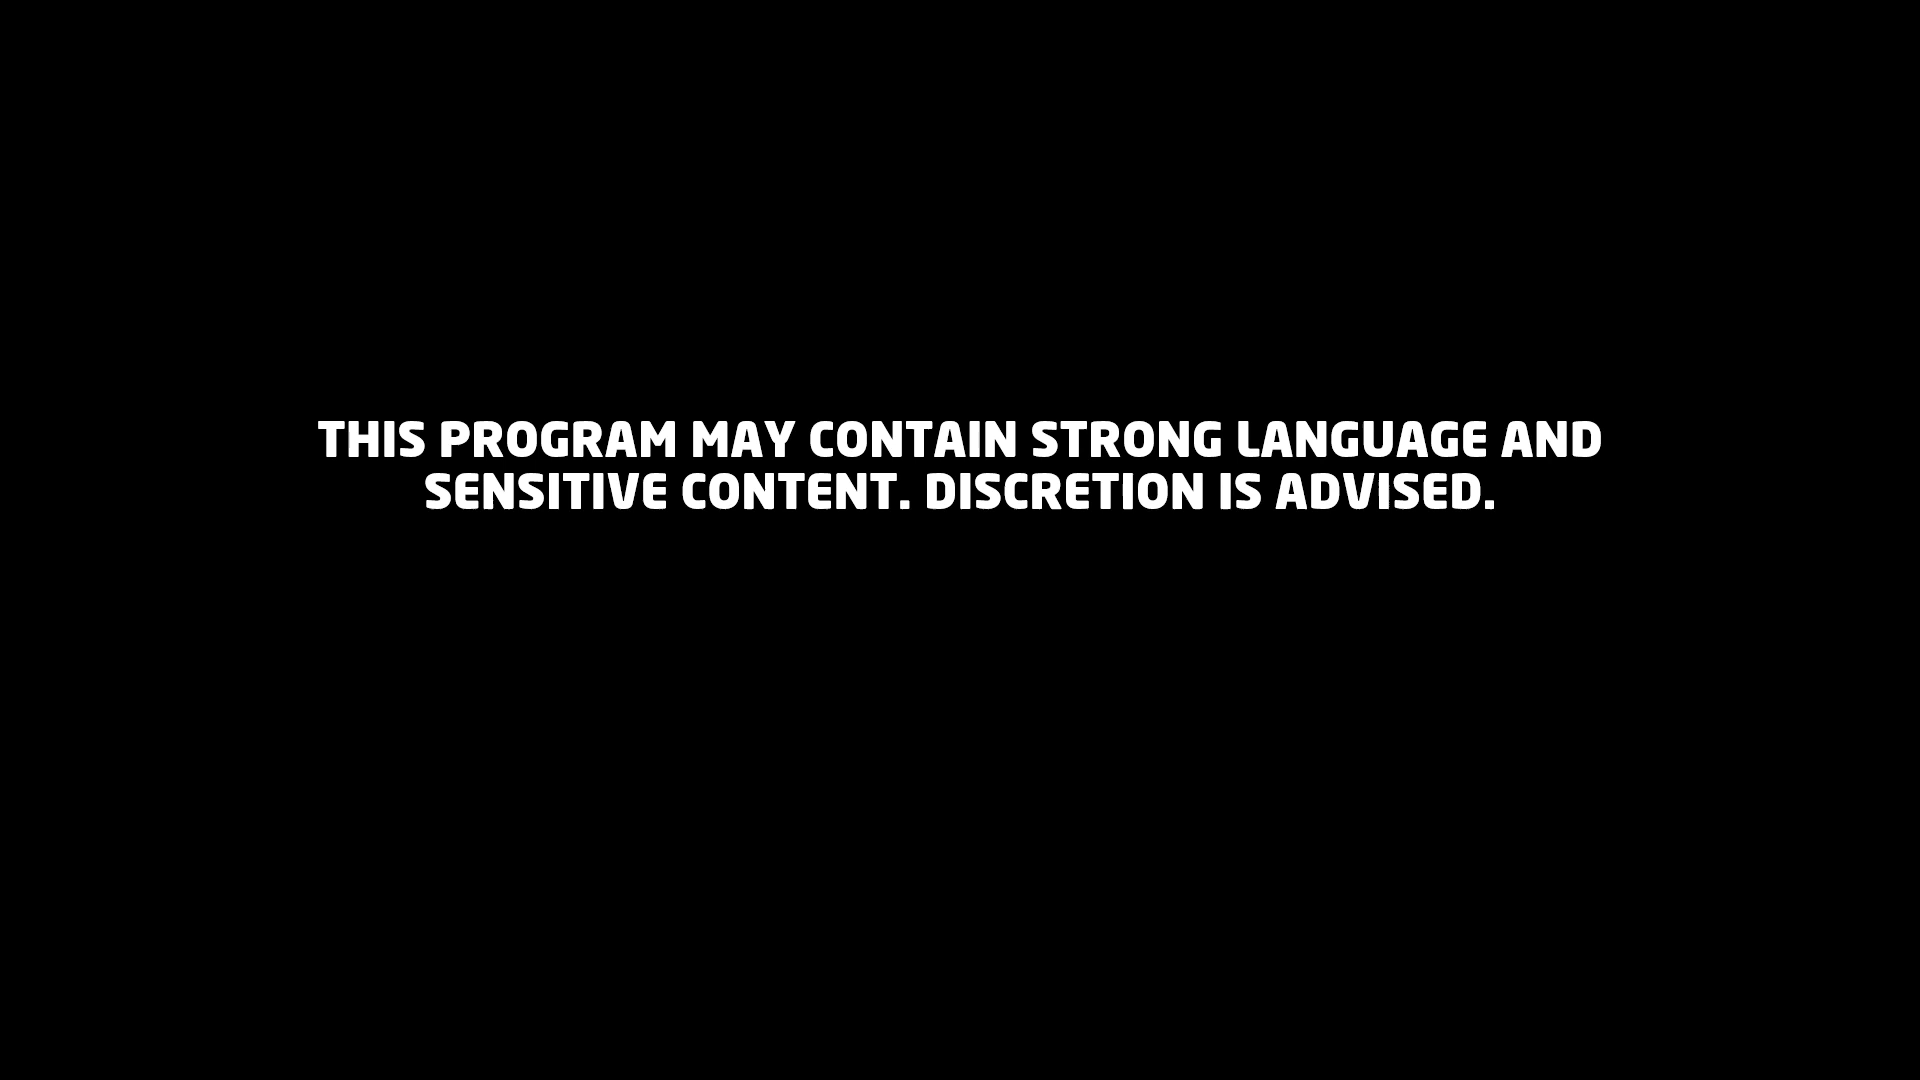 THIS PROGRAM MAY CONTAIN STRONG LANGUAGE AND
SENSITIVE CONTENT. DISCRETION IS ADVISED.